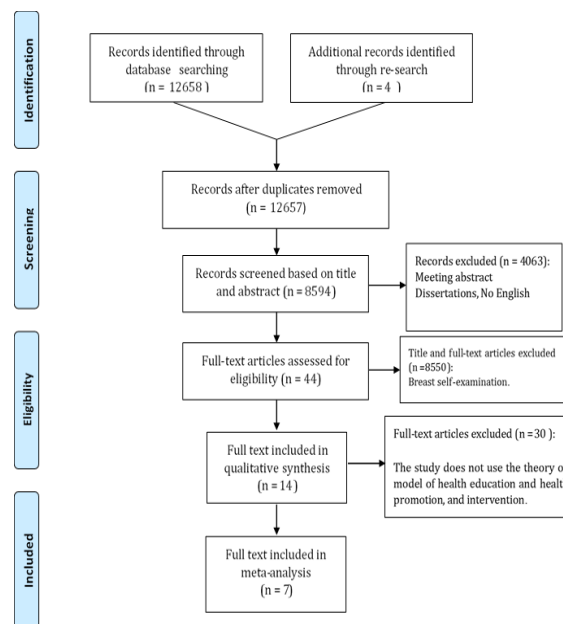 Identification
Records identified through
database searching
(n = 12658 )
Additional records identified
through re-search
(n = 4 )
Screening
Records after duplicates removed
(n = 12657)
Records screened based on title
and abstract (n = 8594)
Records excluded (n = 4063):
Meeting abstract
Dissertations, No English
Eligibility
Full-text articles assessed for
eligibility (n = 44)
Title and full-text articles excluded
(n =8550):
Breast self-examination.
Full text included in
qualitative synthesis
(n = 14)
Full-text articles excluded (n =30 ):
The study does not use the theory o
model of health education and healt
promotion, and intervention.
Included
Full text included in
meta-analysis
(n = 7)